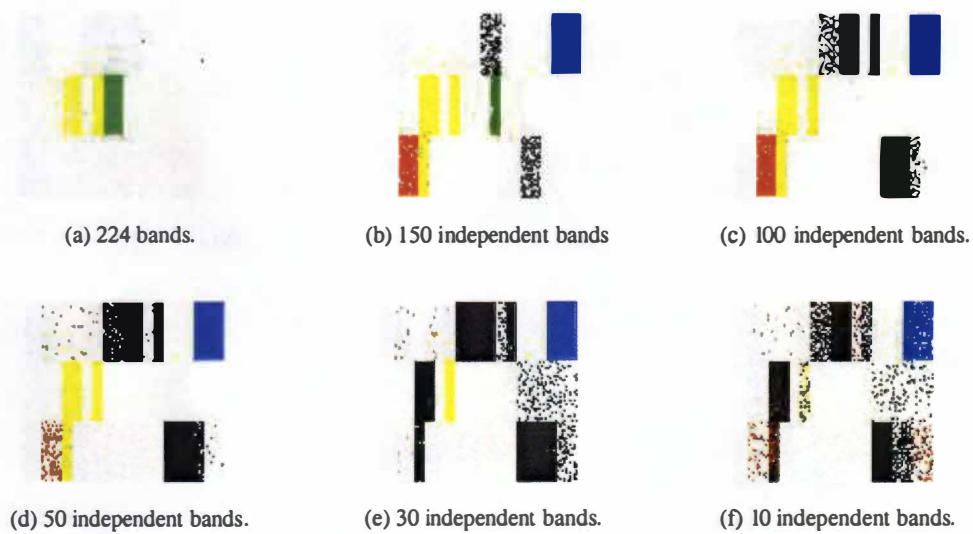 (a) 224 bands.
(b) 150 independent bands
(c) 100 independent bands.
(d) 50 independent bands.
(e) 30 independent bands.
(f) 10 independent bands.